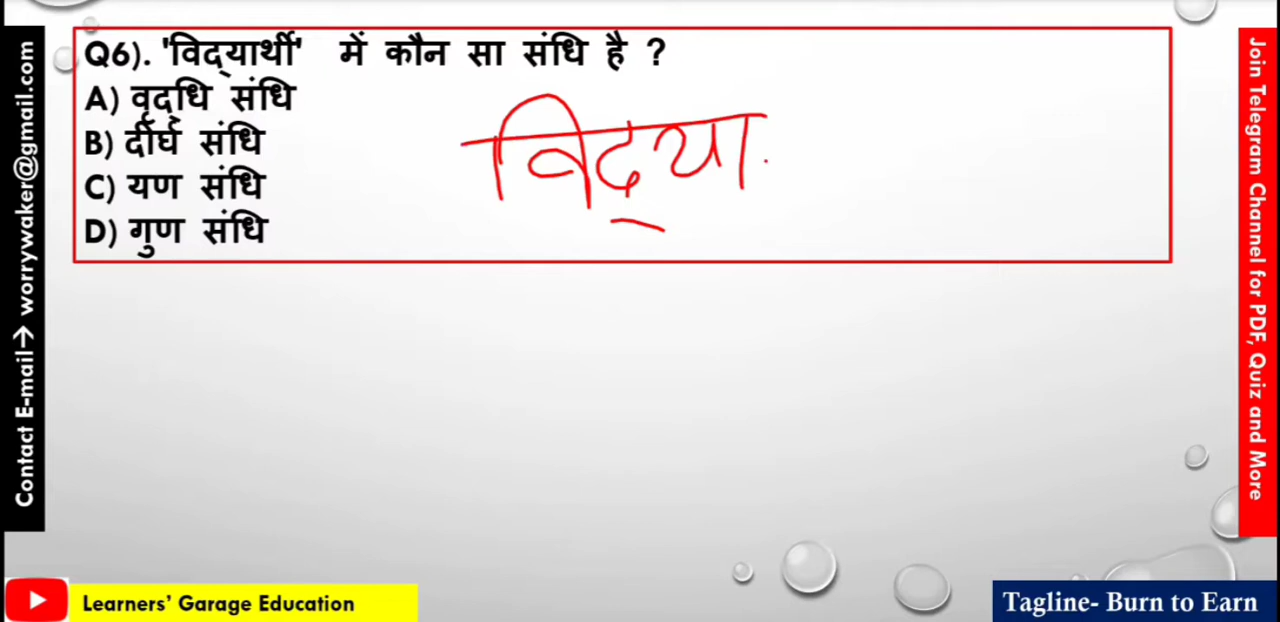 Q6). 'विद्यार्थी' में कौन सा संधि है ?
A) वृद्धि संधि
B) दीर्घ संधि
C) यण संधि
D) गुण संधि
विद्या
Contact E-mail→ worrywaker@gmail.com
Join Telegram Channel for PDF, Quiz and More
Learners’ Garage Education
Tagline- Burn to Earn